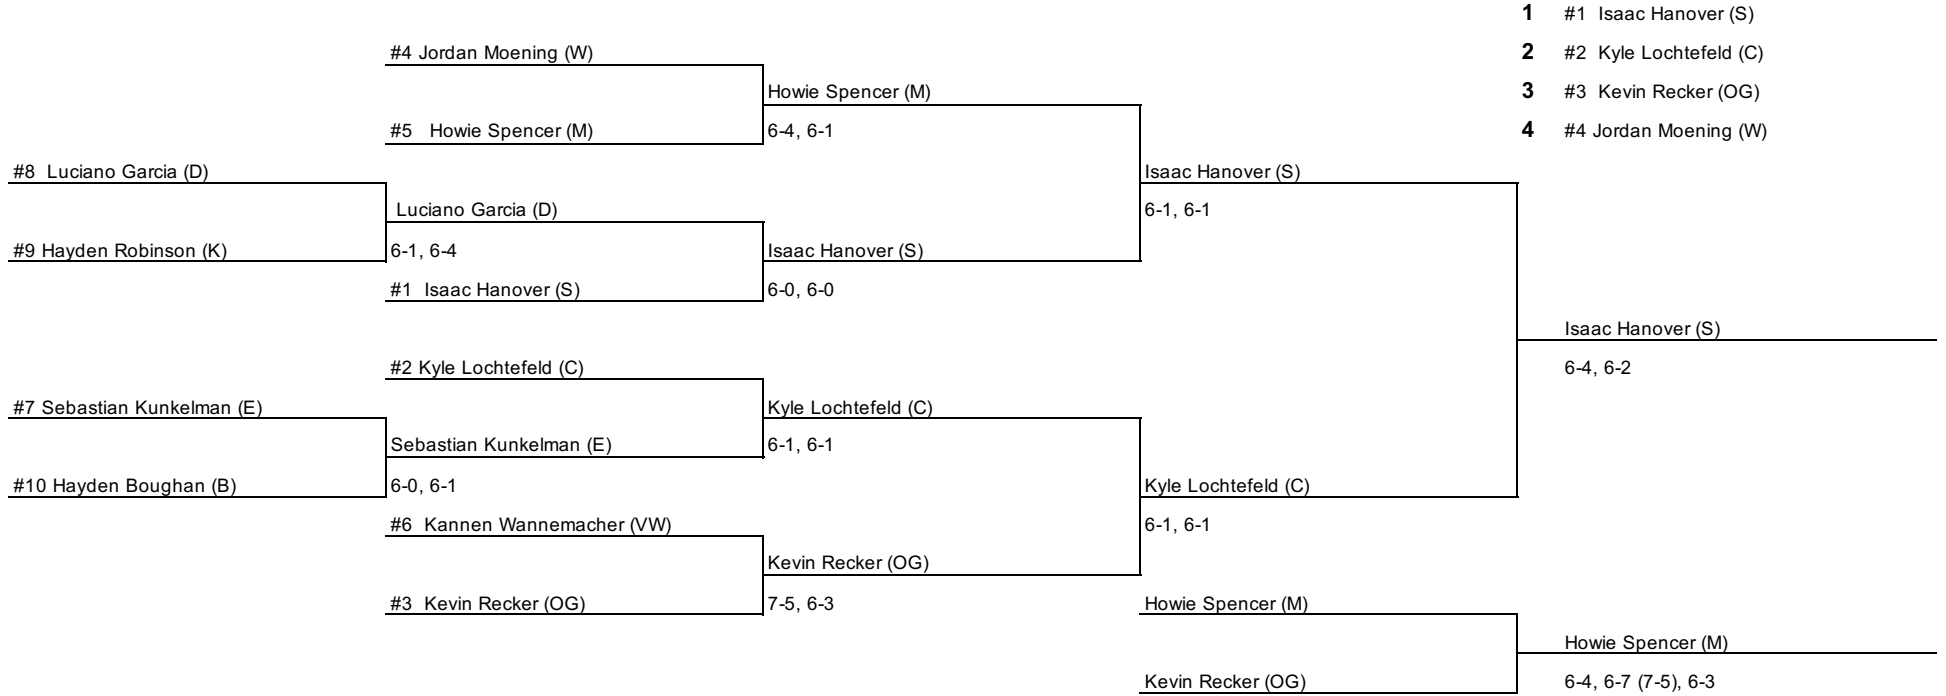 1 #1 Isaac Hanover (S)
2 #2 Kyle Lochtefeld (C)
3 #3 Kevin Recker (OG)
4 #4 Jordan Moening (W)
#4 Jordan Moening (W)
Howie Spencer (M)
#5 Howie Spencer (M)
6-4, 6-1
#8 Luciano Garcia (D)
Isaac Hanover (S)
Luciano Garcia (D)
6-1, 6-1
#9 Hayden Robinson (K)
6-1, 6-4
Isaac Hanover (S)
#1 Isaac Hanover (S)
6-0, 6-0
Isaac Hanover (S)
#2 Kyle Lochtefeld (C)
6-4, 6-2
#7 Sebastian Kunkelman (E)
Kyle Lochtefeld (C)
Sebastian Kunkelman (E)
6-1, 6-1
#10 Hayden Boughan (B)
6-0, 6-1
Kyle Lochtefeld (C)
#6 Kannen Wannemacher (VW)
6-1, 6-1
Kevin Recker (OG)
#3 Kevin Recker (OG)
7-5, 6-3
Howie Spencer (M)
Howie Spencer (M)
Kevin Recker (OG)
6-4, 6-7 (7-5), 6-3